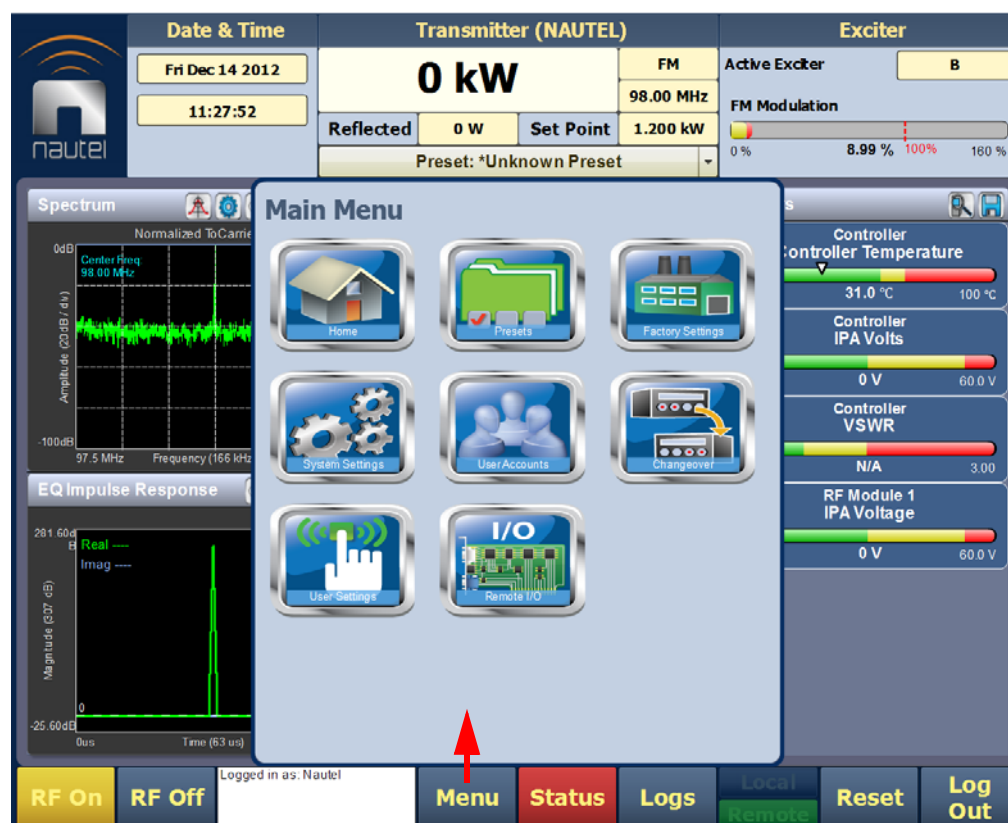 Date & Time
Transmitter (NAUTEL)
Exciter
Fri Dec 14 2012
11:27:52
nautel
0 kW
FM
98.00 MHz
Reflected
0 W
Set Point
1.200 kW
Preset: *Unknown Preset
Active Exciter
B
FM Modulation
0 %
8.99 %
100%
160 %
Spectrum
Normalized To Carrie
0dB
Center Freq:
98.00 MHz
Amplitude (20 dB / div)
-100dB
97.5 MHz
Frequency (166 kHz
EQ Impulse Response
281.60d
B
Real ----
Imag ----
Magnitude (307 dB)
0
-25.60dB
0us
Time (63 us)
Main Menu
Home
Presets
Factory Settings
System Settings
User Accounts
Changeover
User Settings
I/O
Remote I/O
s
Controller
Controller Temperature
31.0 °C
100 °C
Controller
IPA Volts
0 V
60.0 V
Controller
VSWR
N/A
3.00
RF Module 1
IPA Voltage
0 V
60.0 V
RF On
RF Off
Logged in as: Nautel
Menu
Status
Logs
Local
Remote
Reset
Log
Out